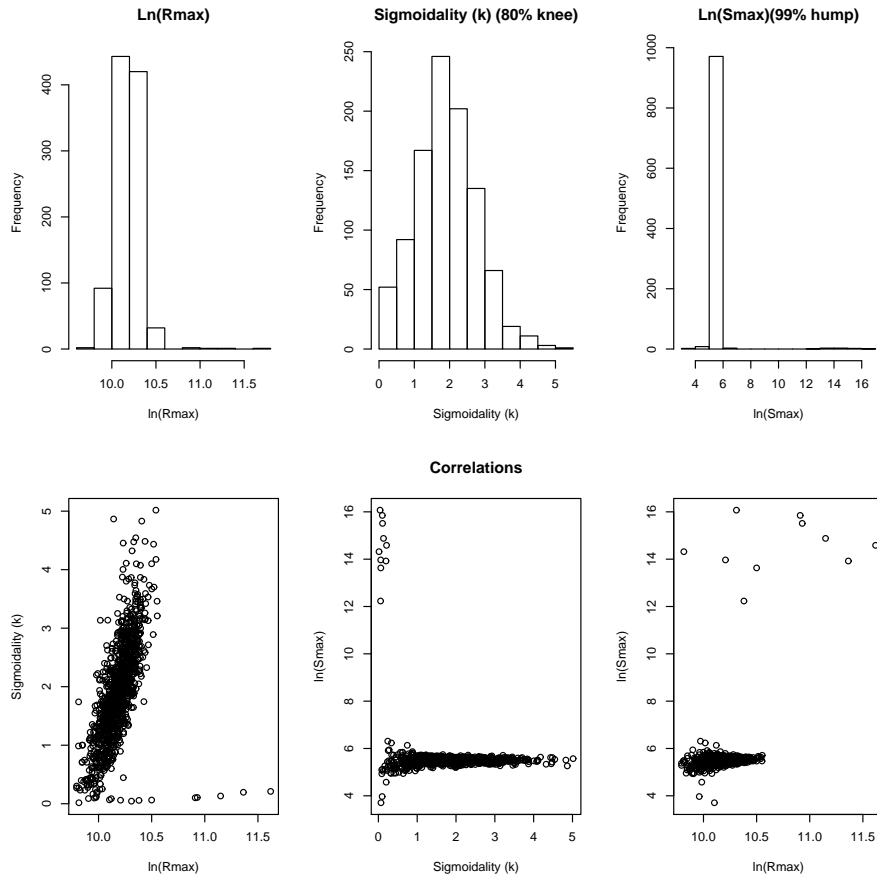 Ln(Rmax)
Frequency
0 100 200 300 400
10.0 10.5 11.0 11.5
ln(Rmax)
Sigmoidality (k) (80% knee)
Frequency
0 50 100 150 200 250
0 1 2 3 4 5
Sigmoidality (k)
Ln(Smax)(99% hump)
Frequency
0 200 400 600 800 1000
4 6 8 10 12 14 16
ln(Smax)
Correlations
Sigmoidality (k)
0 1 2 3 4 5
10.0 10.5 11.0 11.5
ln(Rmax)
ln(Smax)
4 6 8 10 12 14 16
0 1 2 3 4 5
Sigmoidality (k)
ln(Smax)
4 6 8 10 12 14 16
10.0 10.5 11.0 11.5
ln(Rmax)